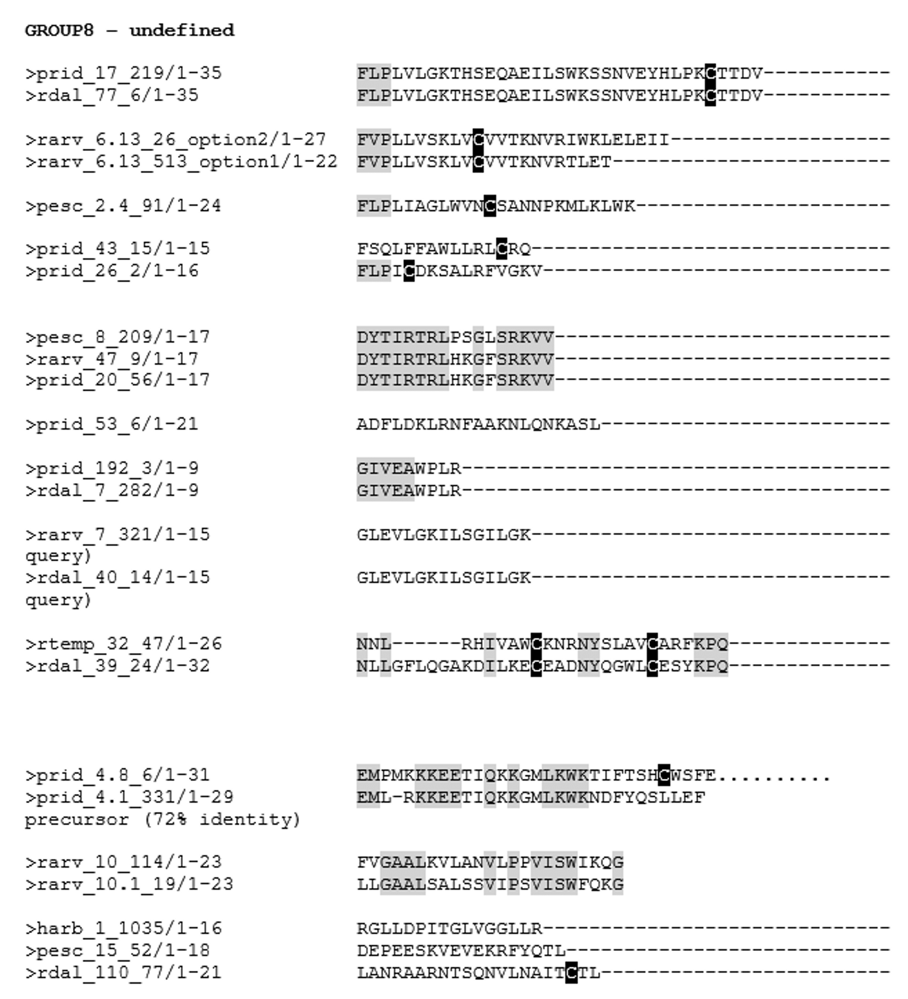 GROUP8 – undefined
>prid_17_219/1-35 FLPLVLGKTHSEQAEILSWKSSNVEYHLPKCTTDV-----------
>rdal_77_6/1-35 FLPLVLGKTHSEQAEILSWKSSNVEYHLPKCTTDV-----------
>rarv_6.13_26_option2/1-27 FVPLLVSKLVCVVTKNVRIWKLELEII-------------------
>rarv_6.13_513_option1/1-22 FVPLLVSKLVCVVTKNVRTLET------------------------
>pesc_2.4_91/1-24 FLPLIAGLWVNCSANNPKMLKLWK----------------------
>prid_43_15/1-15 FSQLFFAWLLRLCRQ-------------------------------
>prid_26_2/1-16 FLPICDKSALRFVGKV------------------------------
>pesc_8_209/1-17 DYTIRTRLPSGLSRKVV-----------------------------
>rarv_47_9/1-17 DYTIRTRLHKGFSRKVV-----------------------------
>prid_20_56/1-17 DYTIRTRLHKGFSRKVV-----------------------------
>prid_53_6/1-21 ADFLDKLRNFAAKNLQNKASL-------------------------
>prid_192_3/1-9 GIVEAWPLR-------------------------------------
>rdal_7_282/1-9 GIVEAWPLR-------------------------------------
>rarv_7_321/1-15 GLEVLGKILSGILGK-------------------------------
query)
>rdal_40_14/1-15 GLEVLGKILSGILGK-------------------------------
query)
>rtemp_32_47/1-26 NNL------RHIVAWCKNRNYSLAVCARFKPQ--------------
>rdal_39_24/1-32 NLLGFLQGAKDILKECEADNYQGWLCESYKPQ--------------
>prid_4.8_6/1-31 EMPMKKKEETIQKKGMLKWKTIFTSHCWSFE..........
>prid_4.1_331/1-29 EML-RKKEETIQKKGMLKWKNDFYQSLLEF
precursor (72% identity)
>rarv_10_114/1-23 FVGAALKVLANVLPPVISWIKQG
>rarv_10.1_19/1-23 LLGAALSALSSVIPSVISWFQKG
>harb_1_1035/1-16 RGLLDPITGLVGGLLR------------------------------
>pesc_15_52/1-18 DEPEESKVEVEKRFYQTL----------------------------
>rdal_110_77/1-21 LANRAARNTSQNVLNAITCTL-------------------------